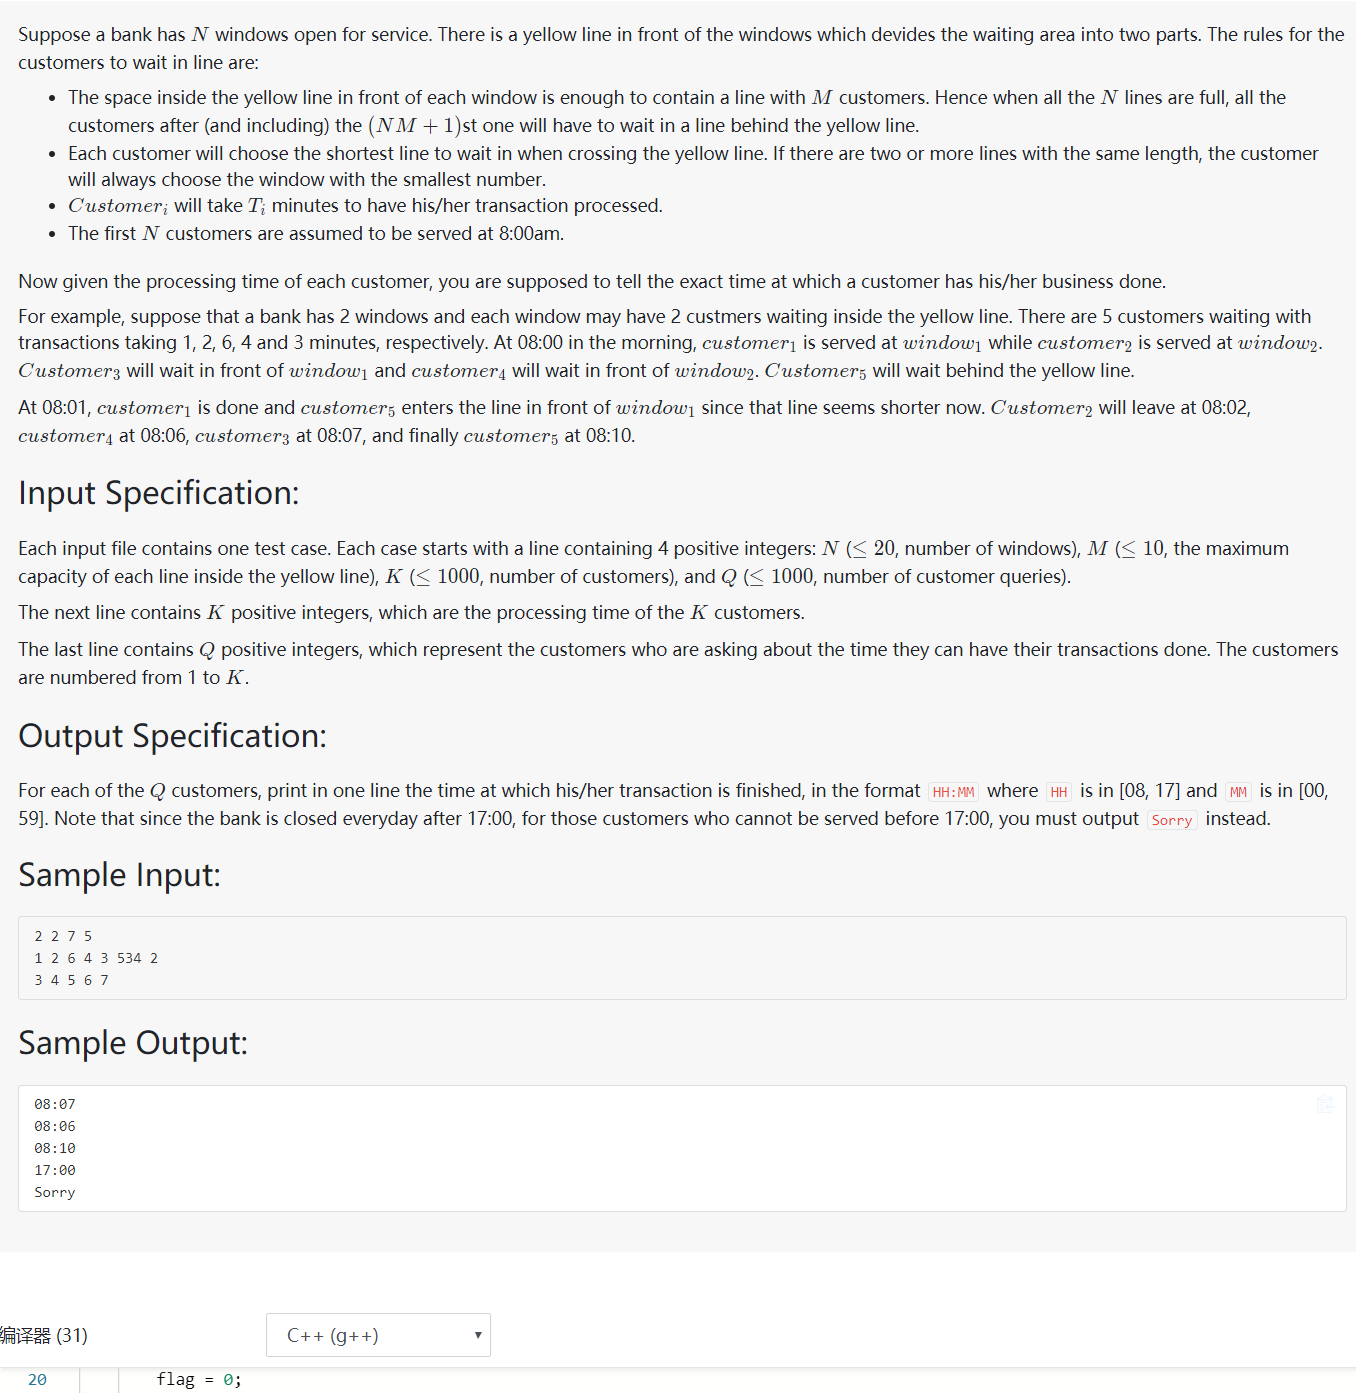 Suppose a bank has N windows open for service. There is a yellow line in front of the windows which devides the waiting area into two parts. The rules for the
customers to wait in line are:
• The space inside the yellow line in front of each window is enough to contain a line with M customers. Hence when all the N lines are full, all the
customers after (and including) the (NM + 1)st one will have to wait in a line behind the yellow line.
• Each customer will choose the shortest line to wait in when crossing the yellow line. If there are two or more lines with the same length, the customer
will always choose the window with the smallest number.
• Customerᵢ will take Tᵢ minutes to have his/her transaction processed.
• The first N customers are assumed to be served at 8:00am.
Now given the processing time of each customer, you are supposed to tell the exact time at which a customer has his/her business done.
For example, suppose that a bank has 2 windows and each window may have 2 custmers waiting inside the yellow line. There are 5 customers waiting with
transactions taking 1, 2, 6, 4 and 3 minutes, respectively. At 08:00 in the morning, customer₁ is served at window₁ while customer₂ is served at window₂.
Customer₃ will wait in front of window₁ and customer₄ will wait in front of window₂. Customer₅ will wait behind the yellow line.
At 08:01, customer₁ is done and customer₅ enters the line in front of window₁ since that line seems shorter now. Customer₂ will leave at 08:02,
customer₄ at 08:06, customer₃ at 08:07, and finally customer₅ at 08:10.
Input Specification:
Each input file contains one test case. Each case starts with a line containing 4 positive integers: N (≤ 20, number of windows), M (≤ 10, the maximum
capacity of each line inside the yellow line), K (≤ 1000, number of customers), and Q (≤ 1000, number of customer queries).
The next line contains K positive integers, which are the processing time of the K customers.
The last line contains Q positive integers, which represent the customers who are asking about the time they can have their transactions done. The customers
are numbered from 1 to K.
Output Specification:
For each of the Q customers, print in one line the time at which his/her transaction is finished, in the format HH:MM where HH is in [08, 17] and MM is in [00,
59]. Note that since the bank is closed everyday after 17:00, for those customers who cannot be served before 17:00, you must output Sorry instead.
Sample Input:
2 2 7 5
1 2 6 4 3 534 2
3 4 5 6 7
Sample Output:
08:07
08:06
08:10
17:00
Sorry
编译器 (31) C++ (g++)
20 flag = 0;